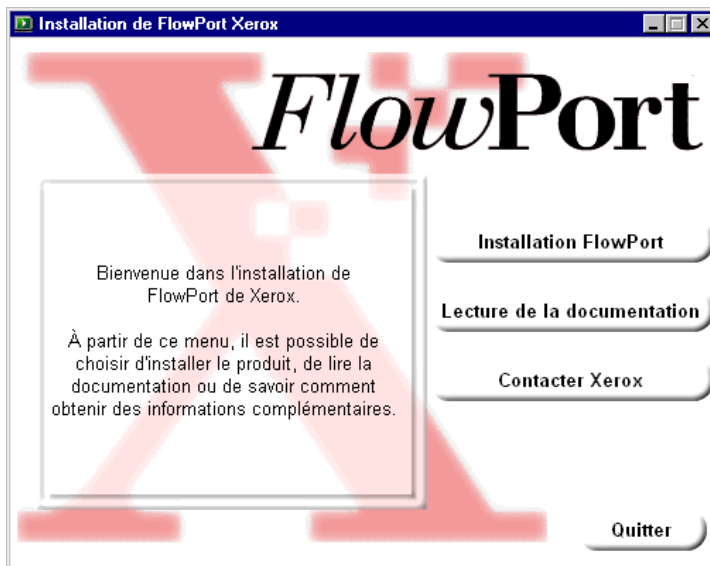 Installation de FlowPort Xerox
FlowPort
Bienvenue dans l'installation de
FlowPort de Xerox.
À partir de ce menu, il est possible de
choisir d'installer le produit, de lire la
documentation ou de savoir comment
obtenir des informations complémentaires.
Installation FlowPort
Lecture de la documentation
Contacter Xerox
Quitter